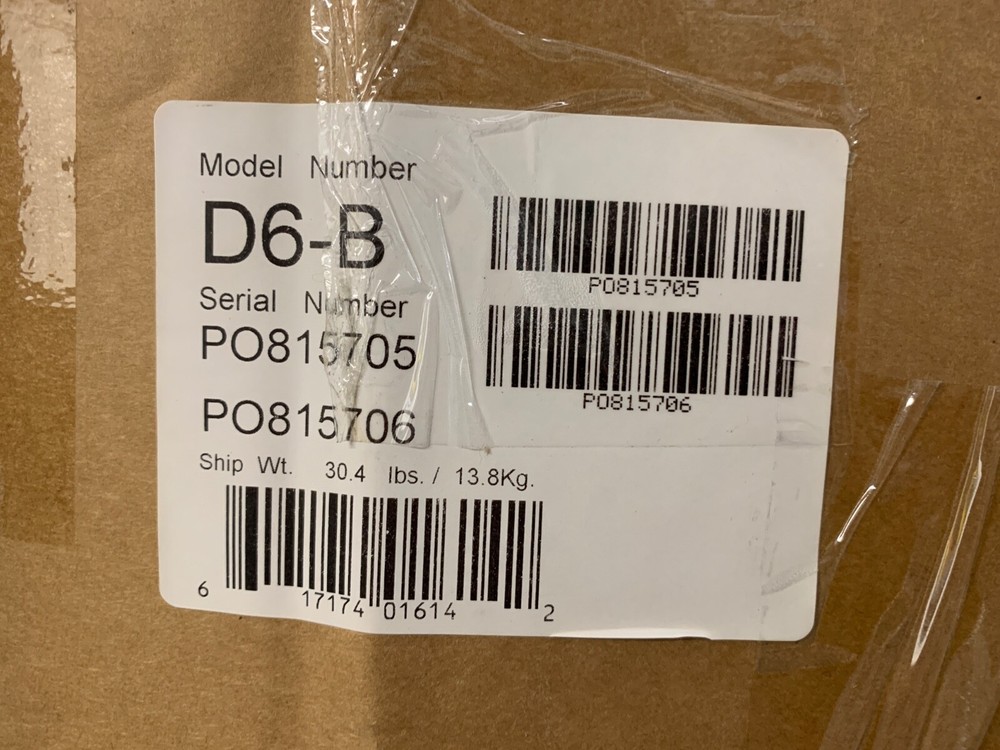 Model Number
D6-B
Serial Number
PO815705
PO815706
Ship Wt. 30.4 lbs. / 13.8Kg.
6 17174 01614 2
PO815705
PO815706